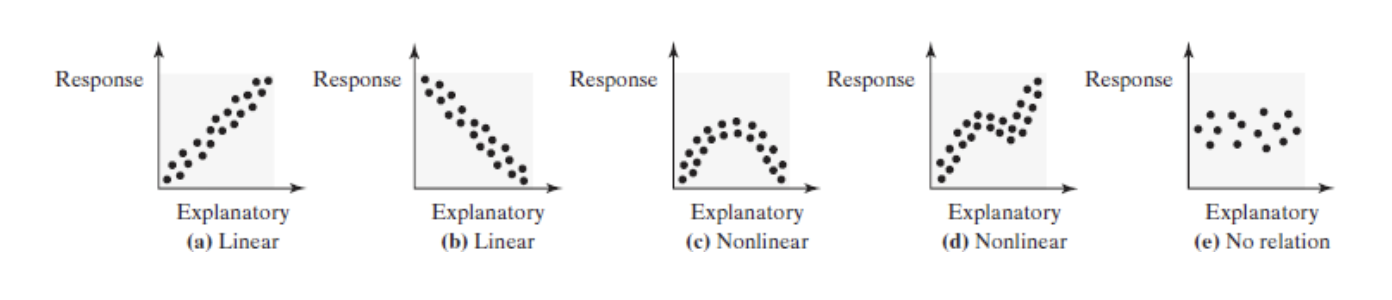 Response Response Response Response Response
Explanatory Explanatory Explanatory Explanatory Explanatory
(a) Linear (b) Linear (c) Nonlinear (d) Nonlinear (e) No relation